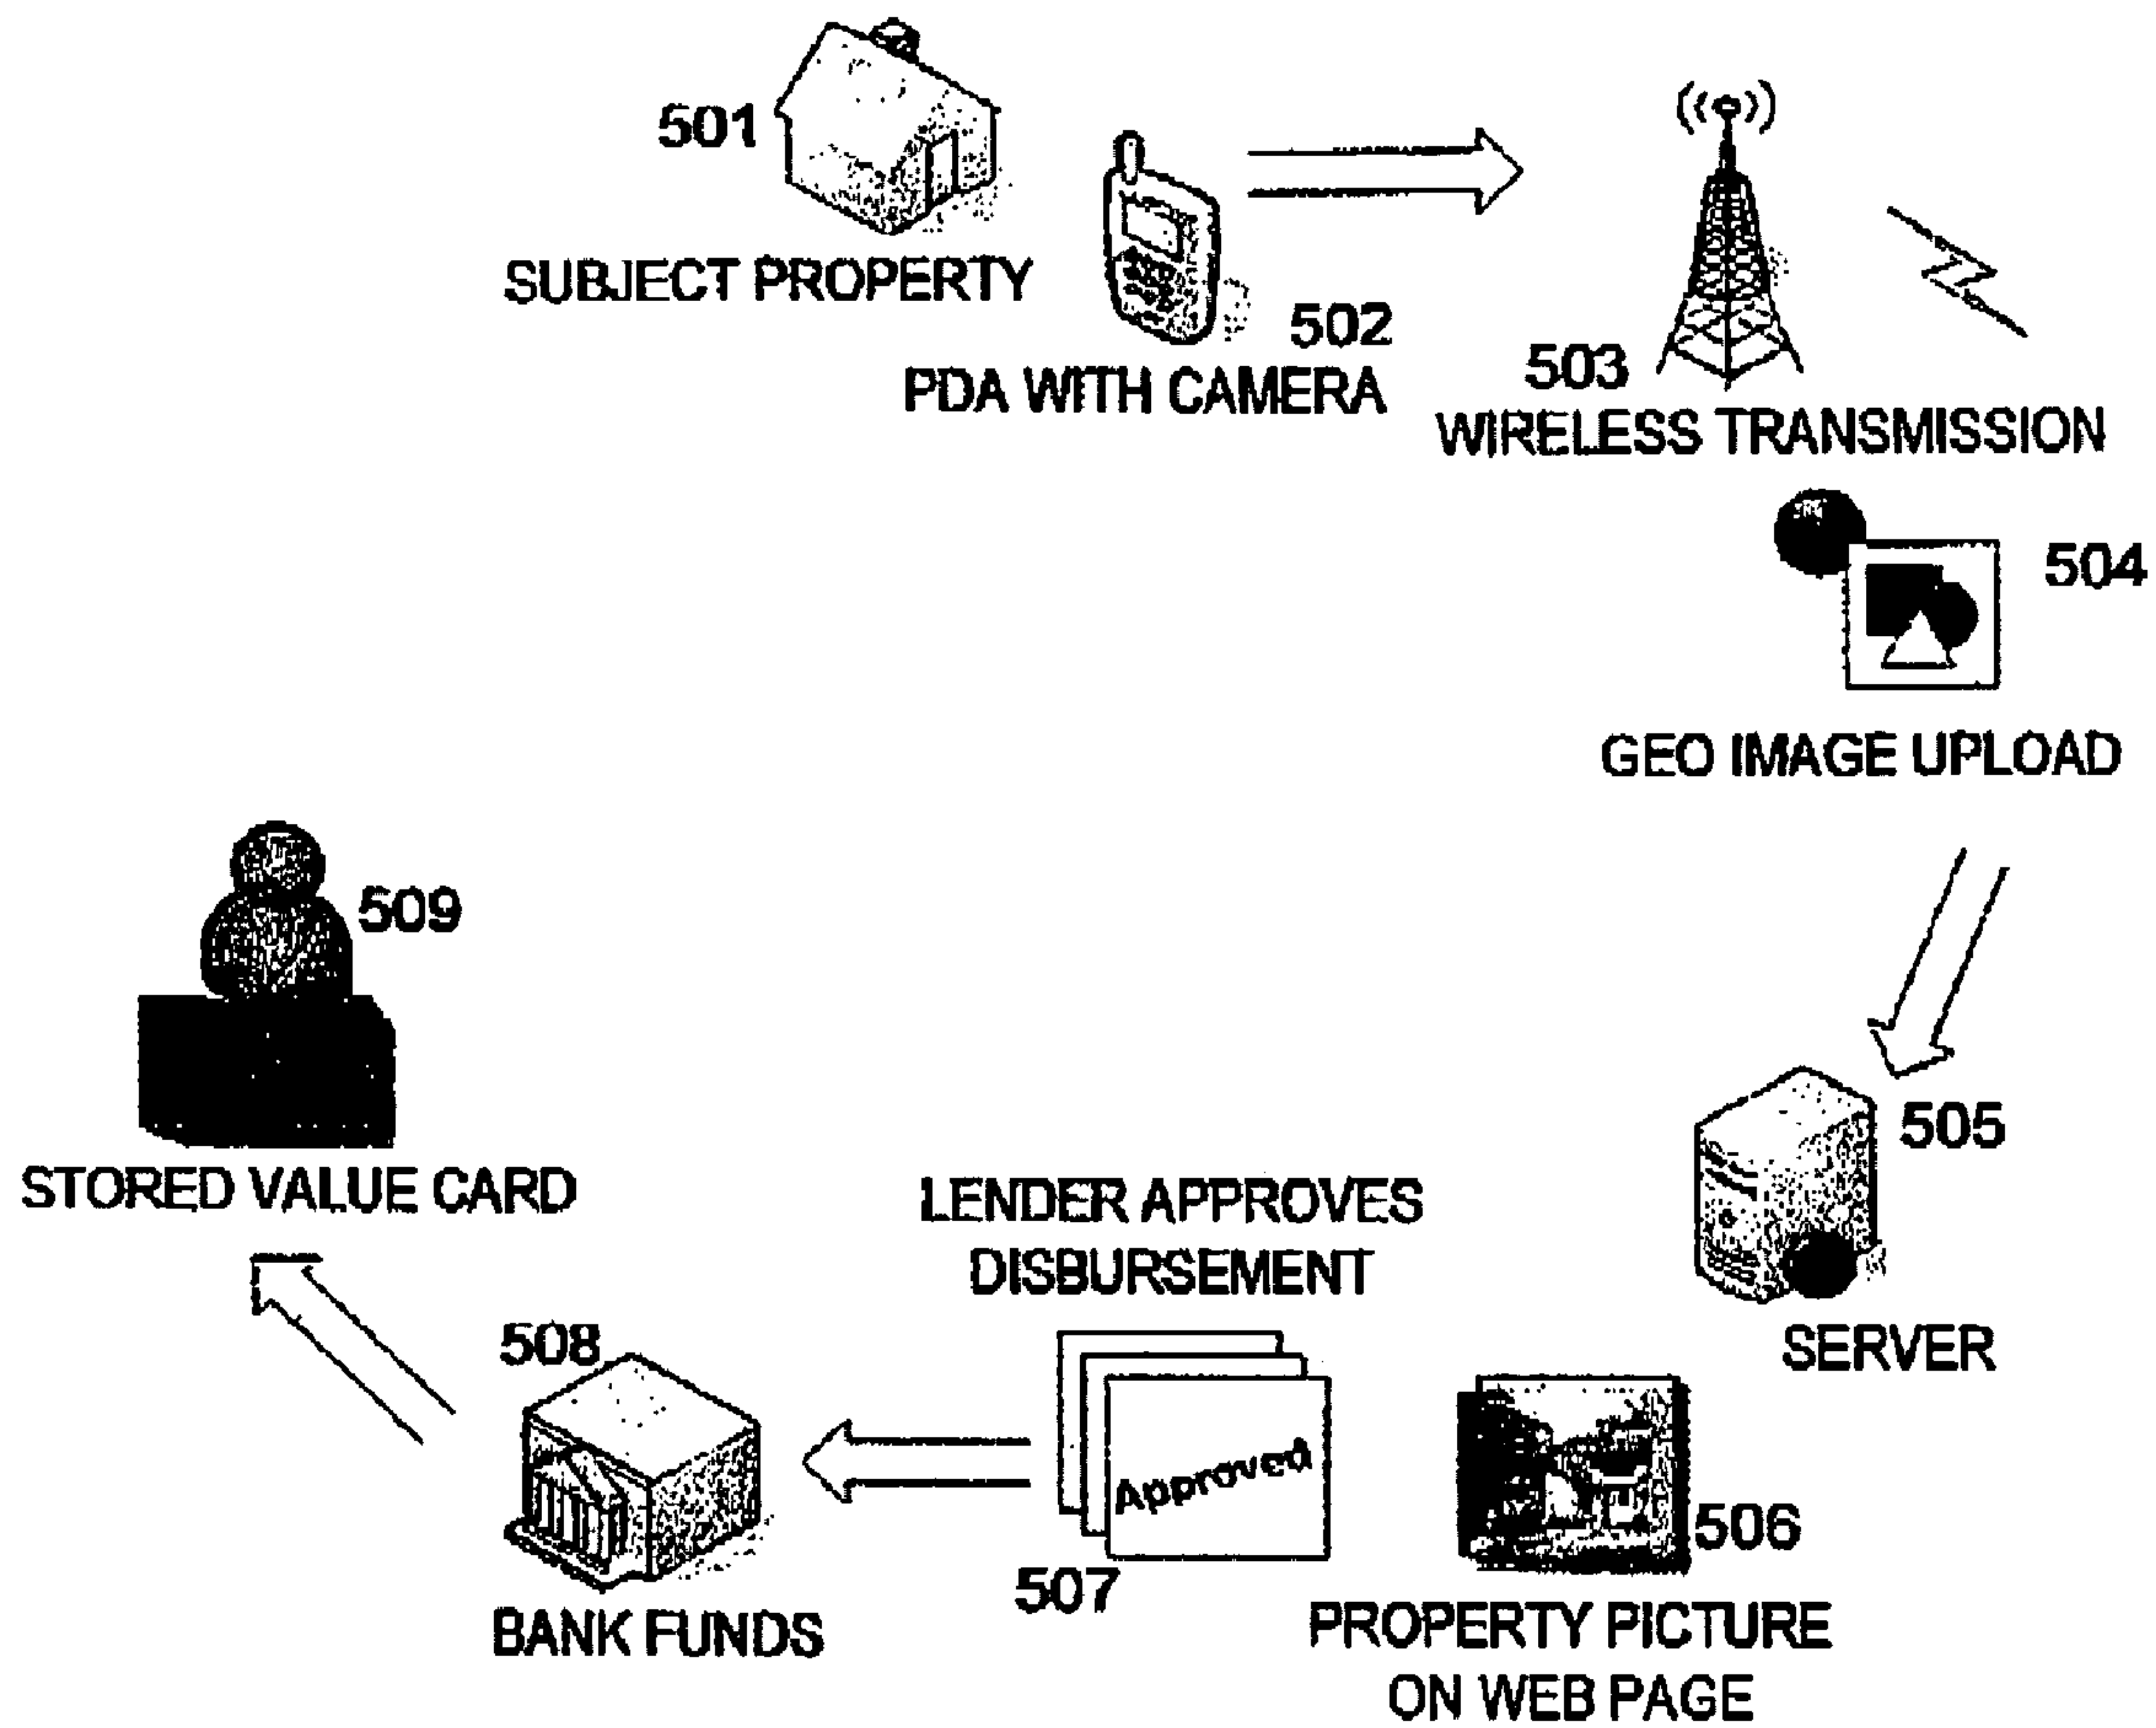 501
SUBJECT PROPERTY
502
PDA WITH CAMERA
503
WIRELESS TRANSMISSION
504
GEO IMAGE UPLOAD
505
SERVER
506
PROPERTY PICTURE
ON WEB PAGE
LENDER APPROVES
DISBURSEMENT
Approved
507
508
BANK FUNDS
509
STORED VALUE CARD